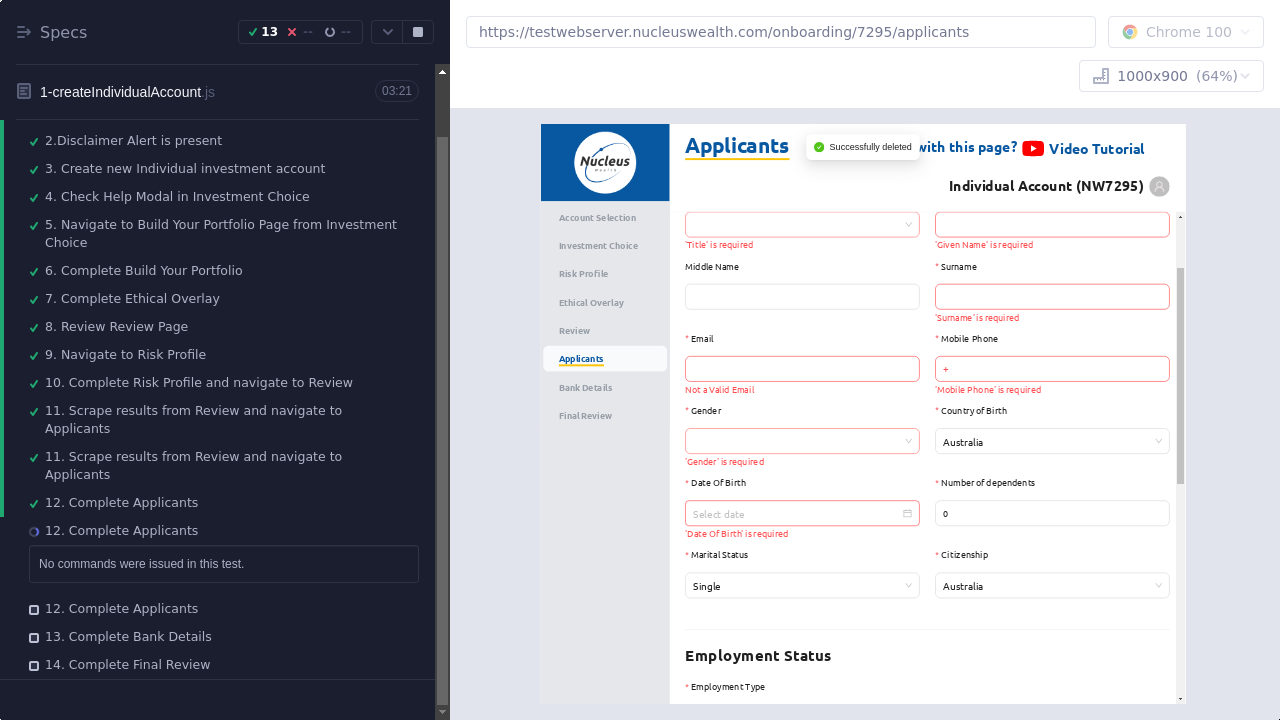 Specs
13
--
--
1-createIndividualAccount.js
03:21
2.Disclaimer Alert is present
3. Create new Individual investment account
4. Check Help Modal in Investment Choice
5. Navigate to Build Your Portfolio Page from Investment
Choice
6. Complete Build Your Portfolio
7. Complete Ethical Overlay
8. Review Review Page
9. Navigate to Risk Profile
10. Complete Risk Profile and navigate to Review
11. Scrape results from Review and navigate to
Applicants
11. Scrape results from Review and navigate to
Applicants
12. Complete Applicants
12. Complete Applicants
No commands were issued in this test.
12. Complete Applicants
13. Complete Bank Details
14. Complete Final Review
https://testwebserver.nucleuswealth.com/onboarding/7295/applicants
Chrome 100
1000x900 (64%)
Nucleus
Wealth
Account Selection
Investment Choice
Risk Profile
Ethical Overlay
Review
Applicants
Bank Details
Final Review
Applicants
Successfully deleted
with this page?
Video Tutorial
Individual Account (NW7295)
'Title' is required
'Given Name' is required
Middle Name
* Surname
'Surname' is required
* Email
* Mobile Phone
+
Not a Valid Email
'Mobile Phone' is required
* Gender
* Country of Birth
Australia
'Gender' is required
* Date Of Birth
* Number of dependents
Select date
0
'Date Of Birth' is required
* Marital Status
* Citizenship
Single
Australia
Employment Status
* Employment Type